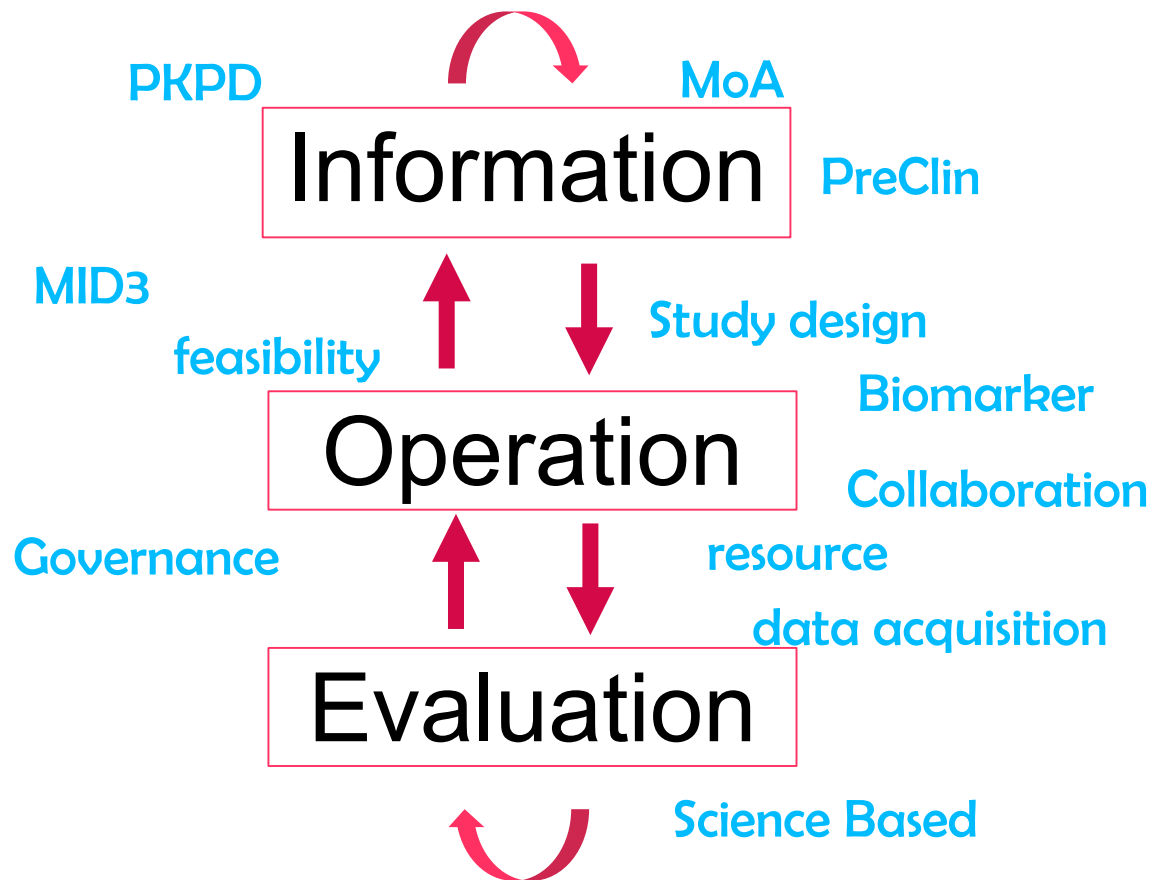 PKPD
MoA
Information
PreClin
MID3
Study design
feasibility
Biomarker
Operation
Collaboration
Governance
resource
data acquisition
Evaluation
Science Based